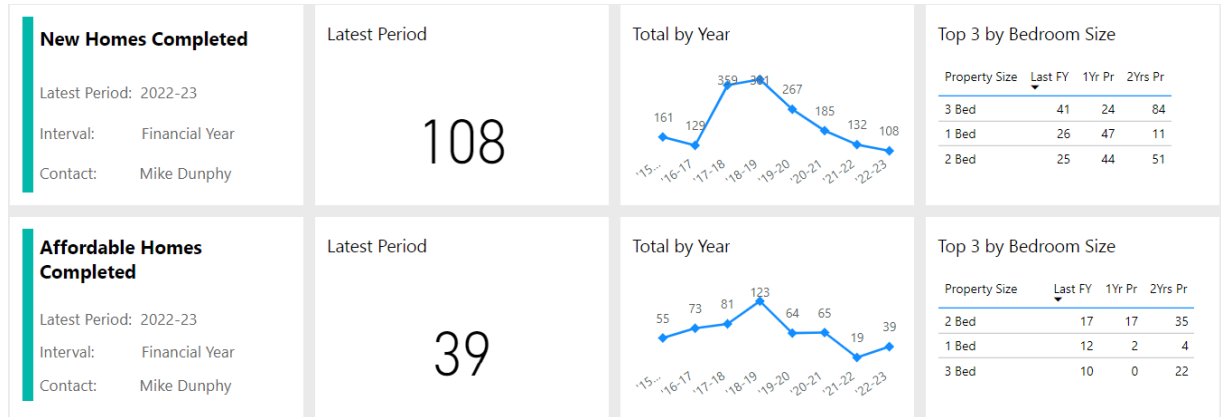 New Homes Completed
Latest Period: 2022-23
Interval: Financial Year
Contact: Mike Dunphy
Latest Period
108
Total by Year
161 129 359 267 185 132 108
'15... '16-17 '17-18 '18-19 '19-20 '20-21 '21-22 '22-23
Top 3 by Bedroom Size
Property Size Last FY 1Yr Pr 2Yrs Pr
3 Bed 41 24 84
1 Bed 26 47 11
2 Bed 25 44 51
Affordable Homes
Completed
Latest Period: 2022-23
Interval: Financial Year
Contact: Mike Dunphy
Latest Period
39
Total by Year
55 73 81 123 64 65 19 39
'15... '16-17 '17-18 '18-19 '19-20 '20-21 '21-22 '22-23
Top 3 by Bedroom Size
Property Size Last FY 1Yr Pr 2Yrs Pr
2 Bed 17 17 35
1 Bed 12 2 4
3 Bed 10 0 22